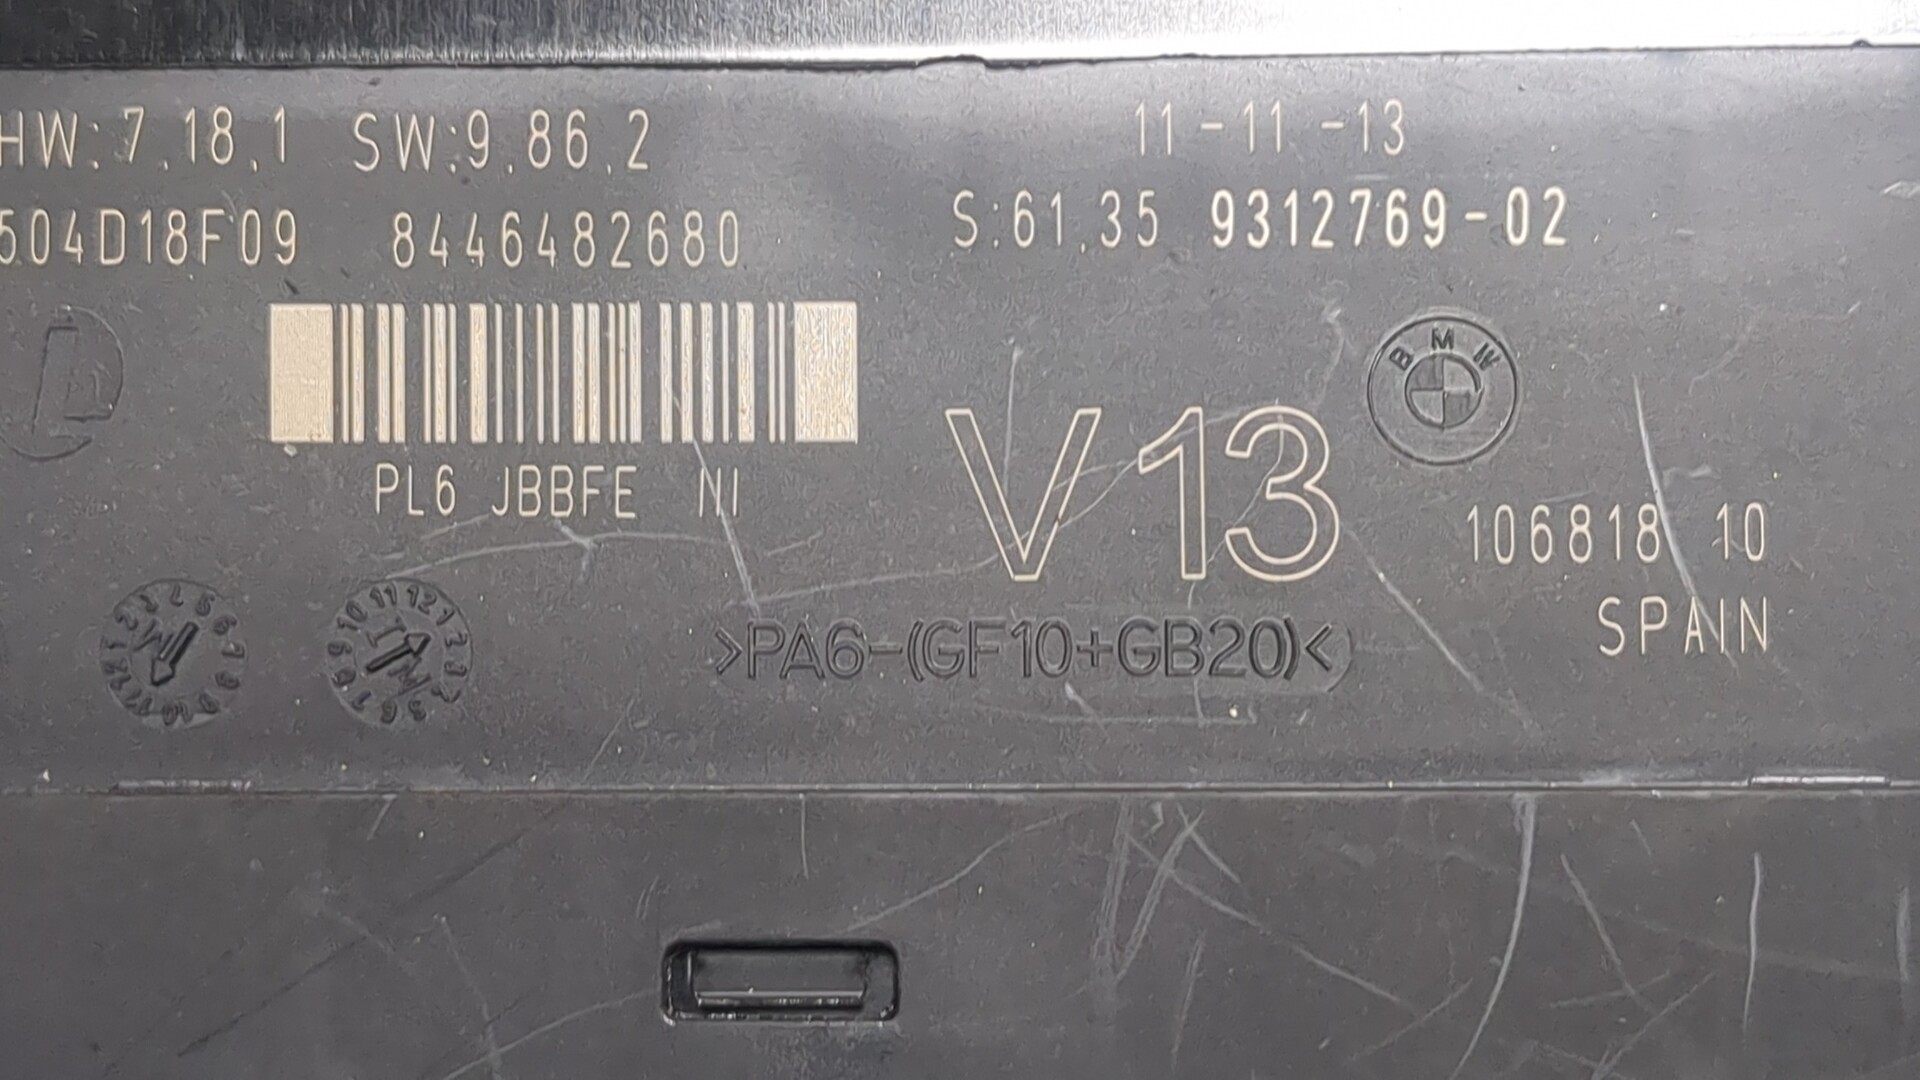 HW:7.18.1 SW:9.86.2
11-11-13
504D18F09 8446482680
S:61.35 9312769-02
BMW
PL6 JBBFE NI
V13
106818 10
SPAIN
>PA6-(GF10+GB20)<